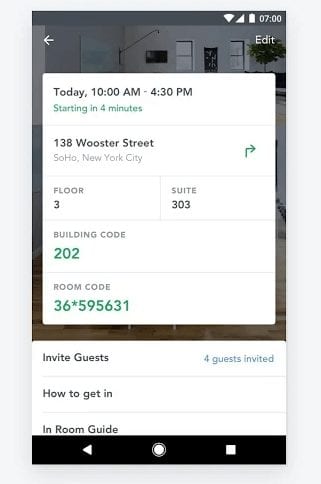 07:00
Edit
Today, 10:00 AM - 4:30 PM
Starting in 4 minutes
138 Wooster Street
SoHo, New York City
FLOOR SUITE
3 303
BUILDING CODE
202
ROOM CODE
36*595631
Invite Guests 4 guests invited
How to get in
In Room Guide